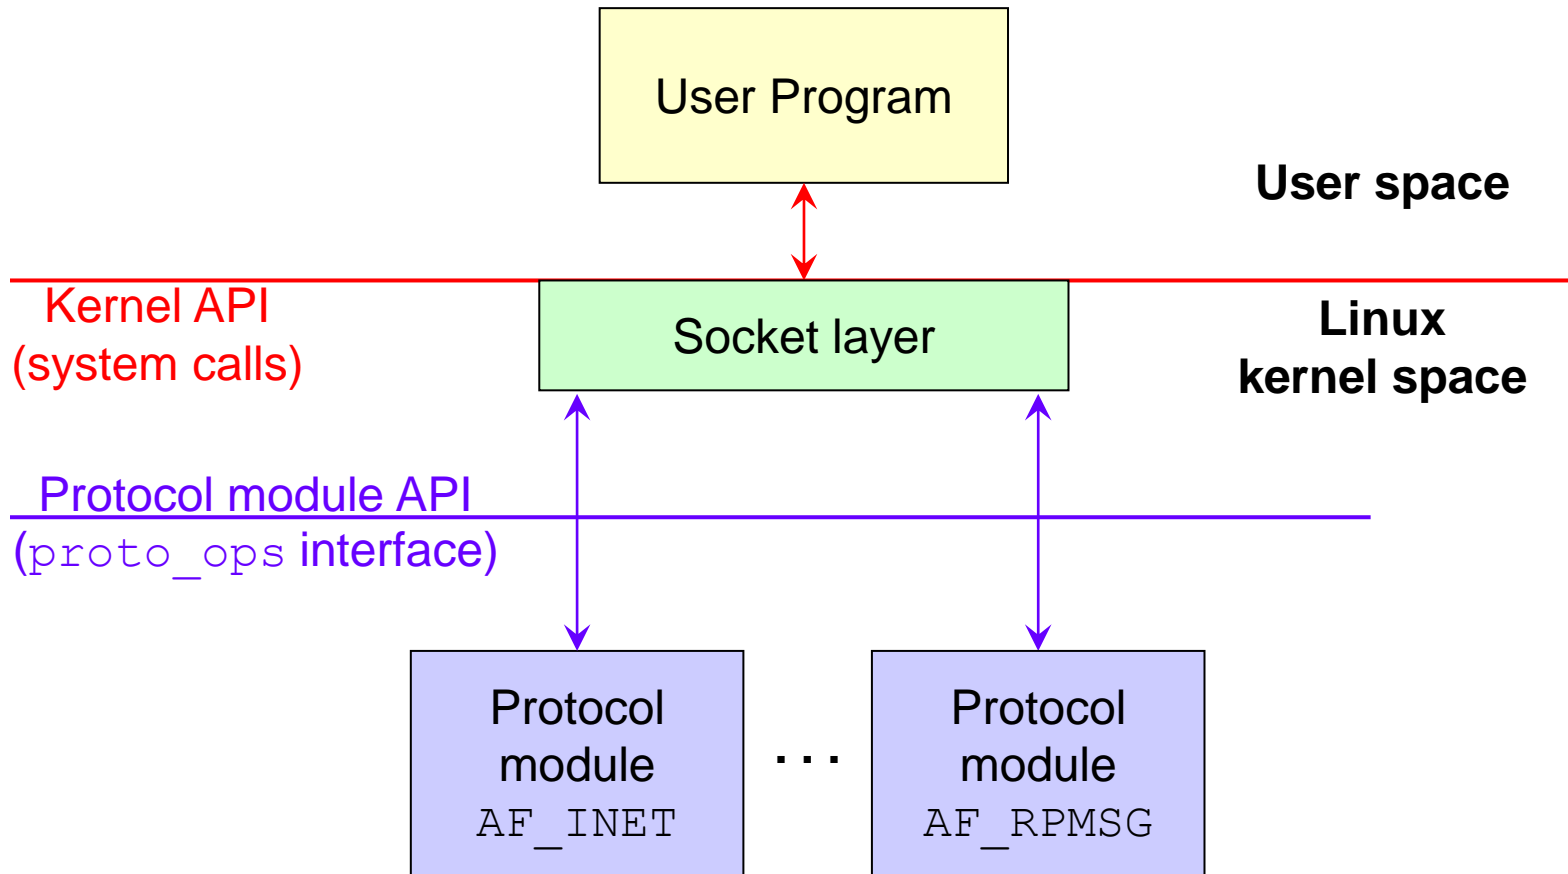 User Program
User space
Kernel API
(system calls)
Socket layer
Linux
kernel space
Protocol module API
(proto_ops interface)
Protocol
module
AF_INET
...
Protocol
module
AF_RPMSG